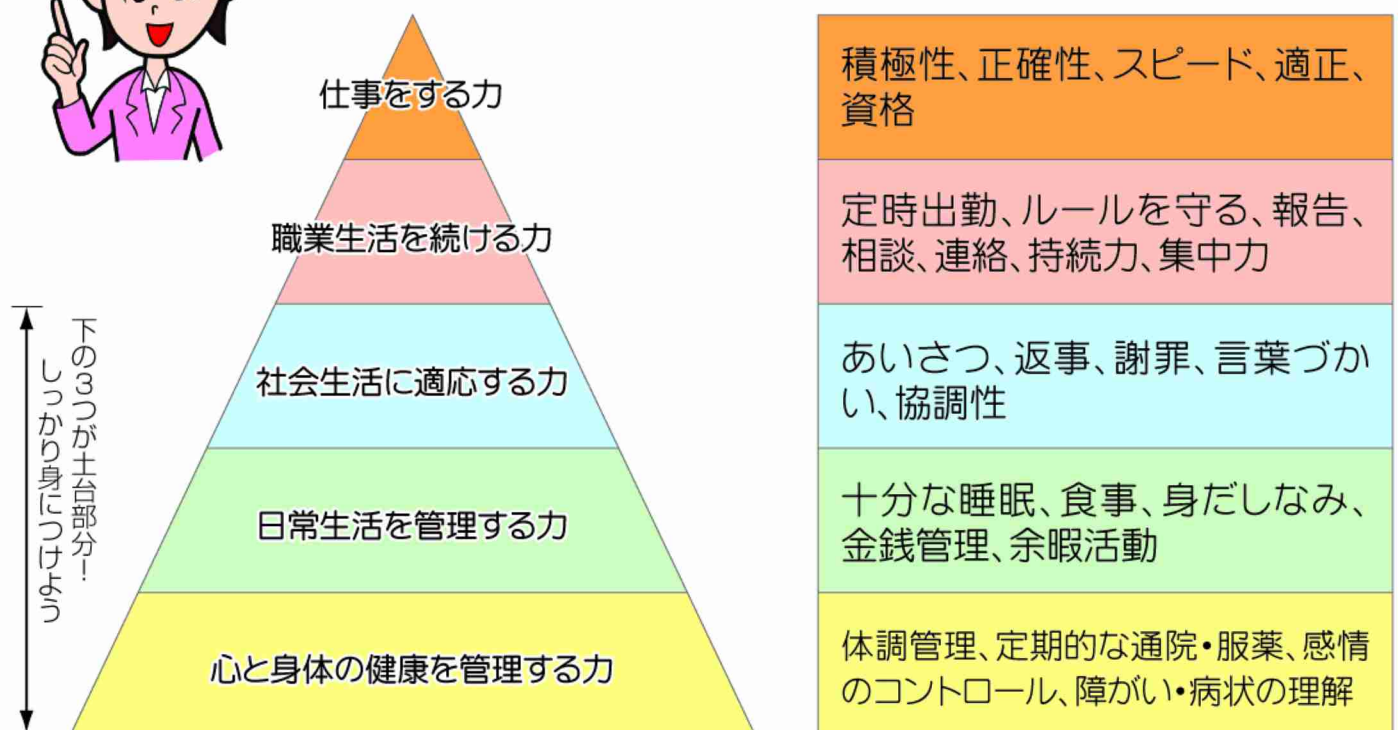 仕事をする力
積極性、正確性、スピード、適正、
資格
職業生活を続ける力
定時出勤、ルールを守る、報告、
相談、連絡、持続力、集中力
社会生活に適応する力
あいさつ、返事、謝罪、言葉づか
い、協調性
日常生活を管理する力
十分な睡眠、食事、身だしなみ、
金銭管理、余暇活動
心と身体の健康を管理する力
体調管理、定期的な通院・服薬、感情
のコントロール、障がい・病状の理解
下の3つが土台部分!
しっかり身につけよう